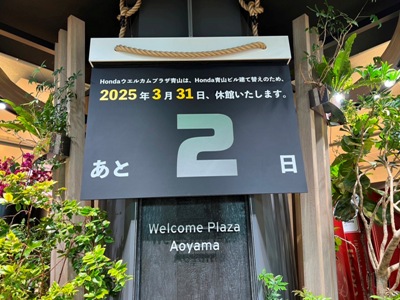 Hondaウエルカムプラザ青山は、Honda青山ビル建て替えのため、
2025年3月31日、休館いたします。
あと 2 日
Welcome Plaza
Aoyama